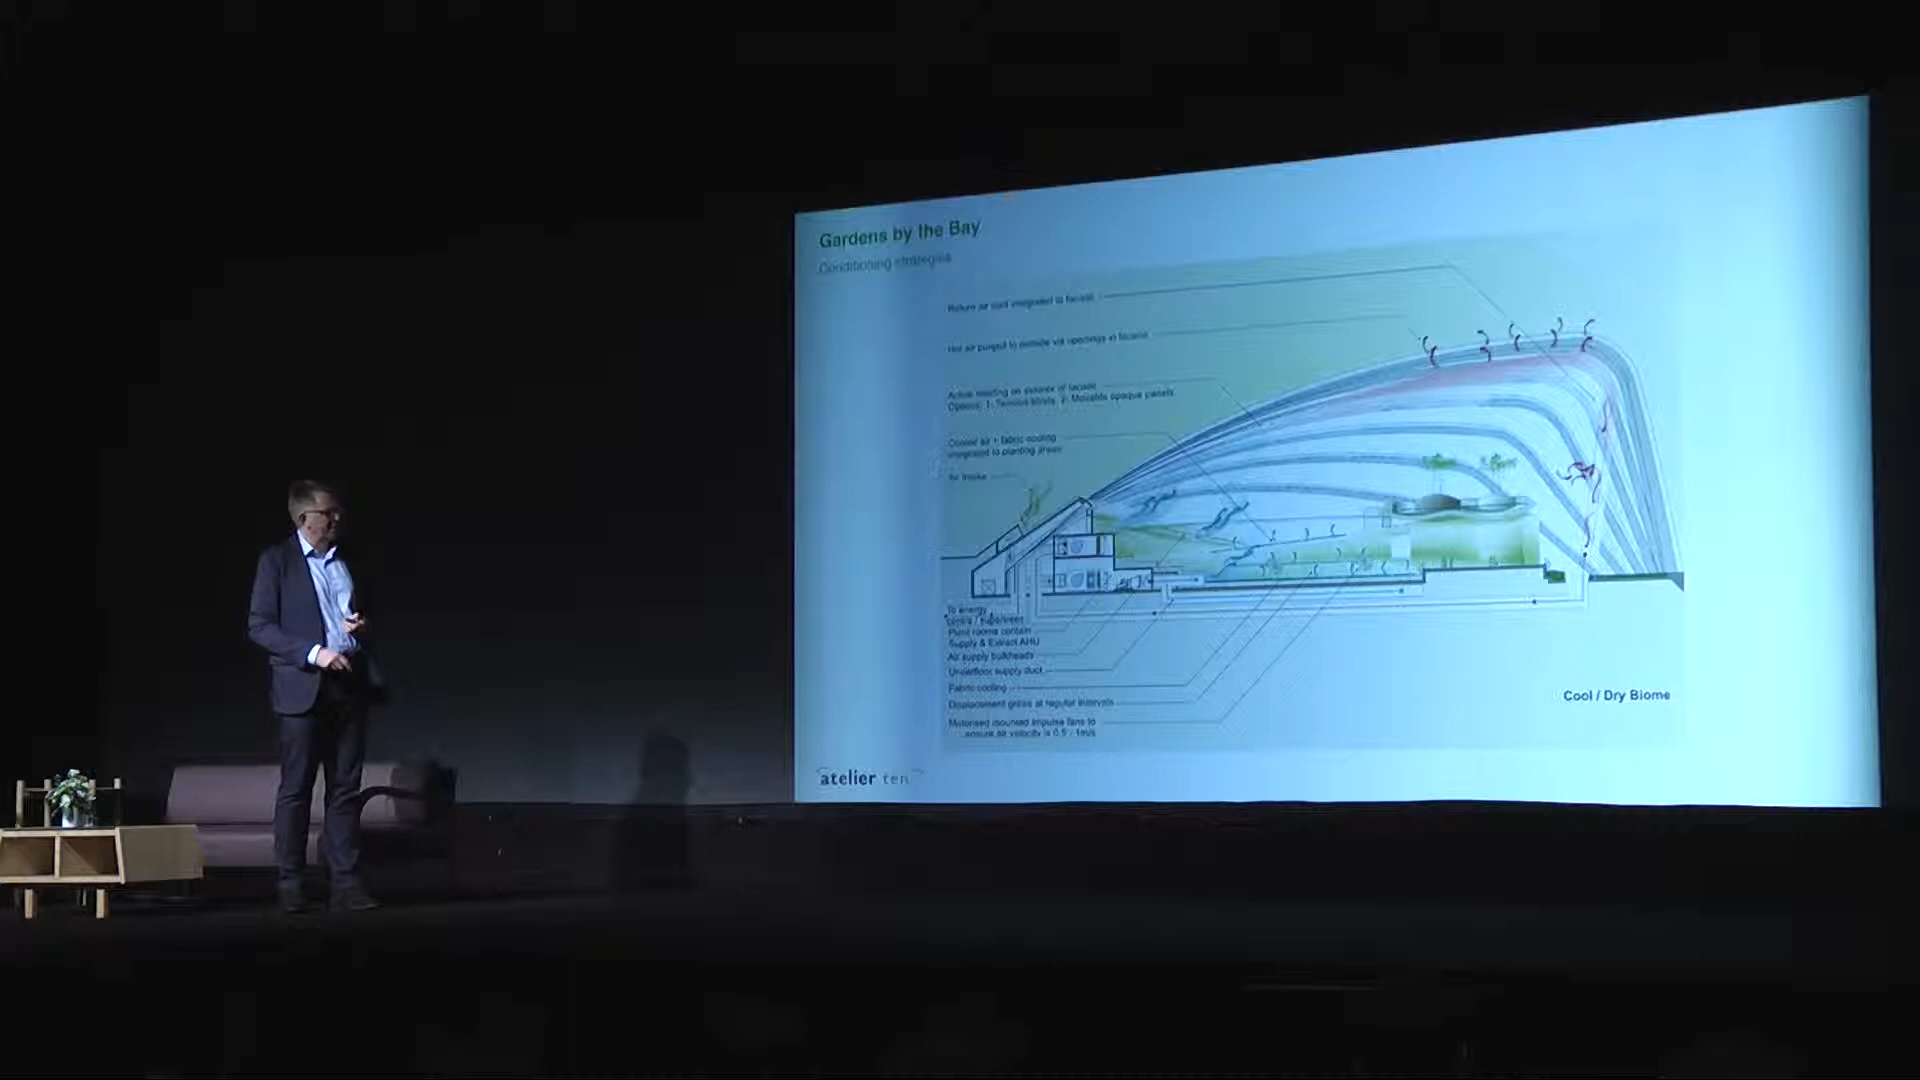 Gardens by the Bay
Conditioning strategies
Return air duct integrated to facade
Hot air purged to outside via openings in facade
Active shading on exterior of facade
Options: 1- Tensioned blinds, 2- Movable opaque panels
Cooled air + fabric cooling
integrated to planting areas
Air intake
To energy
centre /
Plant rooms contain
Supply & Extract AHU
Air supply bulkheads
Underfloor supply duct
Fabric cooling
Displacement grilles at regular intervals
Motorised mounted impulse fans to
ensure air velocity is 0.5 - 1m/s
Cool / Dry Biome
atelier ten